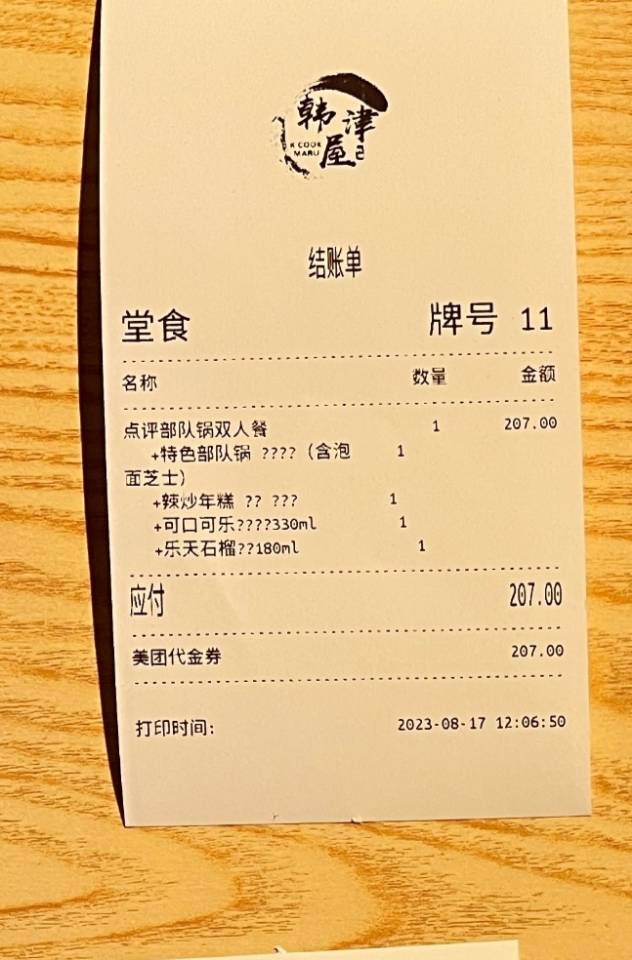 韩津
屋2
K COOK
MARU
结账单
堂食 牌号 11
名称 数量 金额
点评部队锅双人餐 1 207.00
+特色部队锅 ????（含泡 1
面芝士）
+辣炒年糕 ?? ??? 1
+可口可乐????330ml 1
+乐天石榴??180ml 1
应付 207.00
美团代金券 207.00
打印时间: 2023-08-17 12:06:50